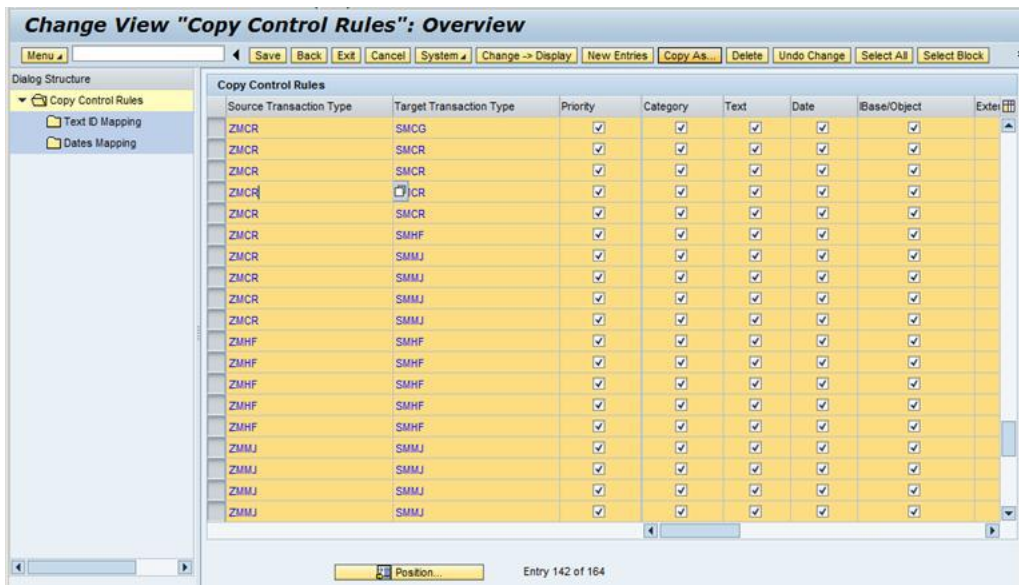 Change View "Copy Control Rules": Overview
Menu Save Back Exit Cancel System Change -> Display New Entries Copy As... Delete Undo Change Select All Select Block
Dialog Structure
Copy Control Rules
Text ID Mapping
Dates Mapping
Copy Control Rules
Source Transaction Type Target Transaction Type Priority Category Text Date IBase/Object Exter
ZMCR SMCG
ZMCR SMCR
ZMCR SMCR
ZMCR CR
ZMCR SMCR
ZMCR SMHF
ZMCR SMMJ
ZMCR SMMJ
ZMCR SMMJ
ZMCR SMMJ
ZMHF SMHF
ZMHF SMHF
ZMHF SMHF
ZMHF SMHF
ZMMJ SMMJ
ZMMJ SMMJ
ZMMJ SMMJ
ZMMJ SMMJ
Position... Entry 142 of 164